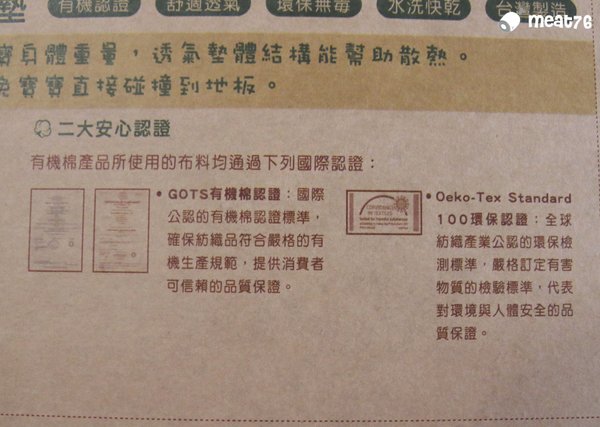 墊 有機認證 舒適透氣 環保無毒 水洗快乾 台灣製造
meat76
寶身體重量，透氣墊體結構能幫助散熱。
免寶寶直接碰撞到地板。
二大安心認證
有機棉產品所使用的布料均通過下列國際認證：
• GOTS有機棉認證：國際
公認的有機棉認證標準，
確保紡織品符合嚴格的有
機生產規範，提供消費者
可信賴的品質保證。
CONFIDENCE
IN TEXTILES
• Oeko-Tex Standard
100環保認證：全球
紡織產業公認的環保檢
測標準，嚴格訂定有害
物質的檢驗標準，代表
對環境與人體安全的品
質保證。